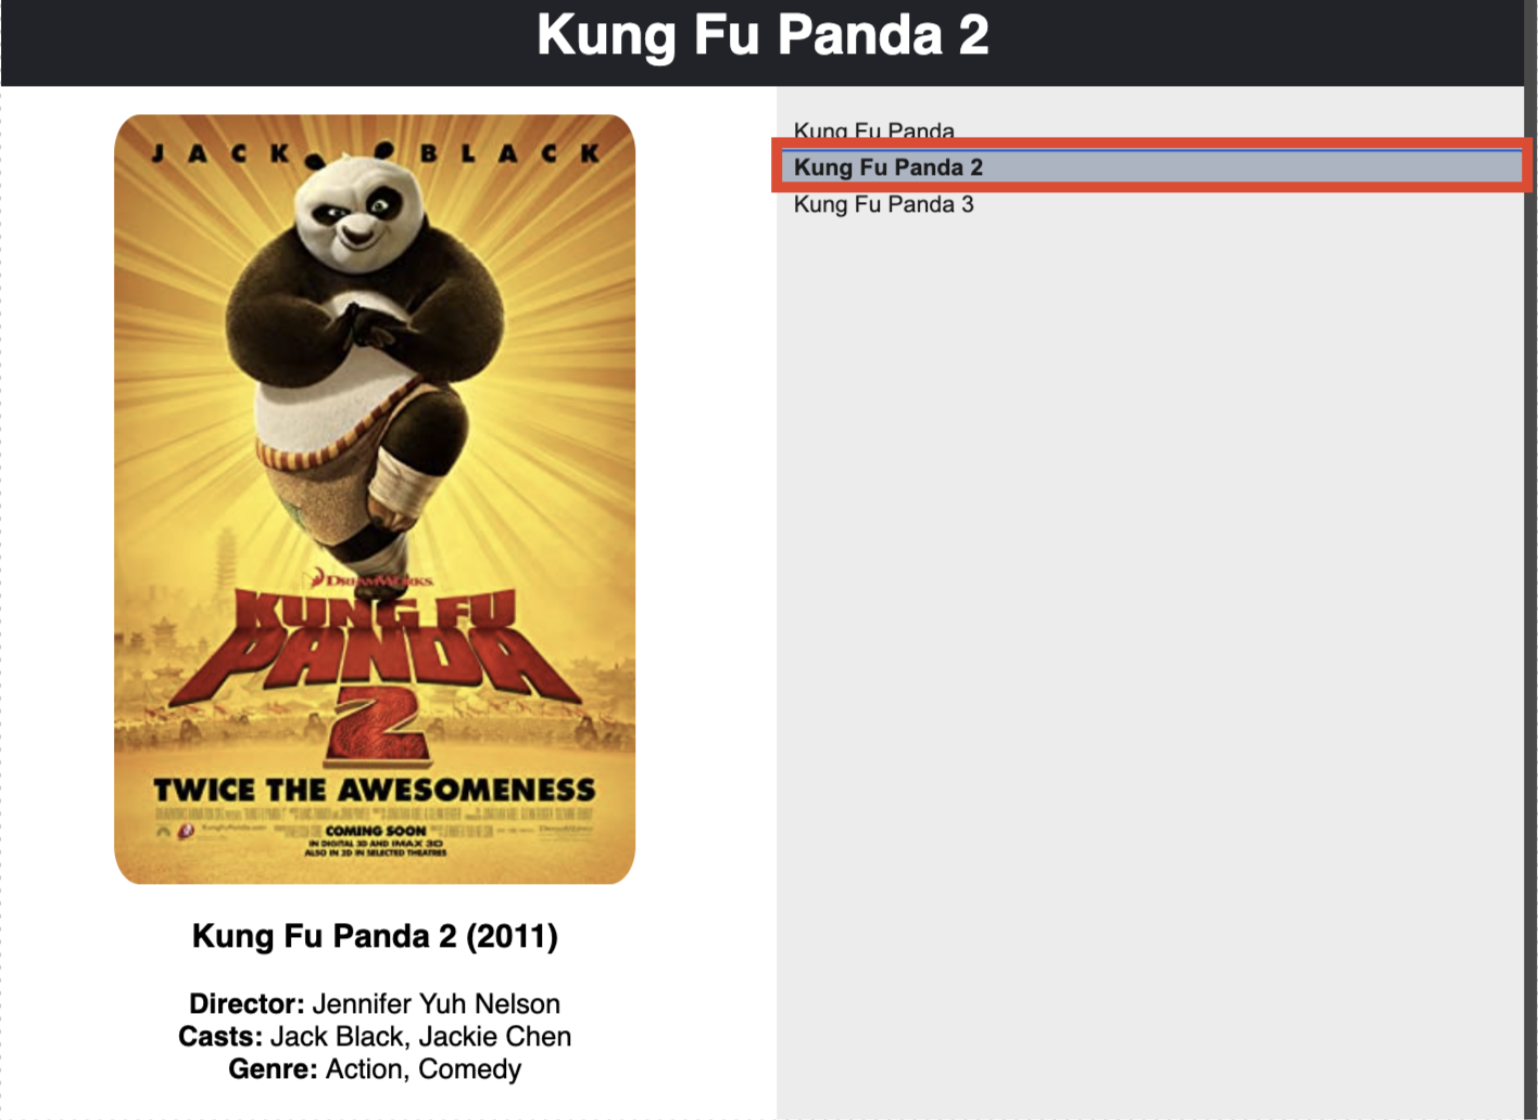 Kung Fu Panda 2
JACK BLACK
DREAMWORKS
KUNG FU
PANDA
2
TWICE THE AWESOMENESS
KungFuPanda.com
COMING SOON
IN DIGITAL 3D AND IMAX 3D
ALSO IN 2D IN SELECTED THEATRES
Kung Fu Panda 2 (2011)
Director: Jennifer Yuh Nelson
Casts: Jack Black, Jackie Chen
Genre: Action, Comedy
Kung Fu Panda
Kung Fu Panda 2
Kung Fu Panda 3